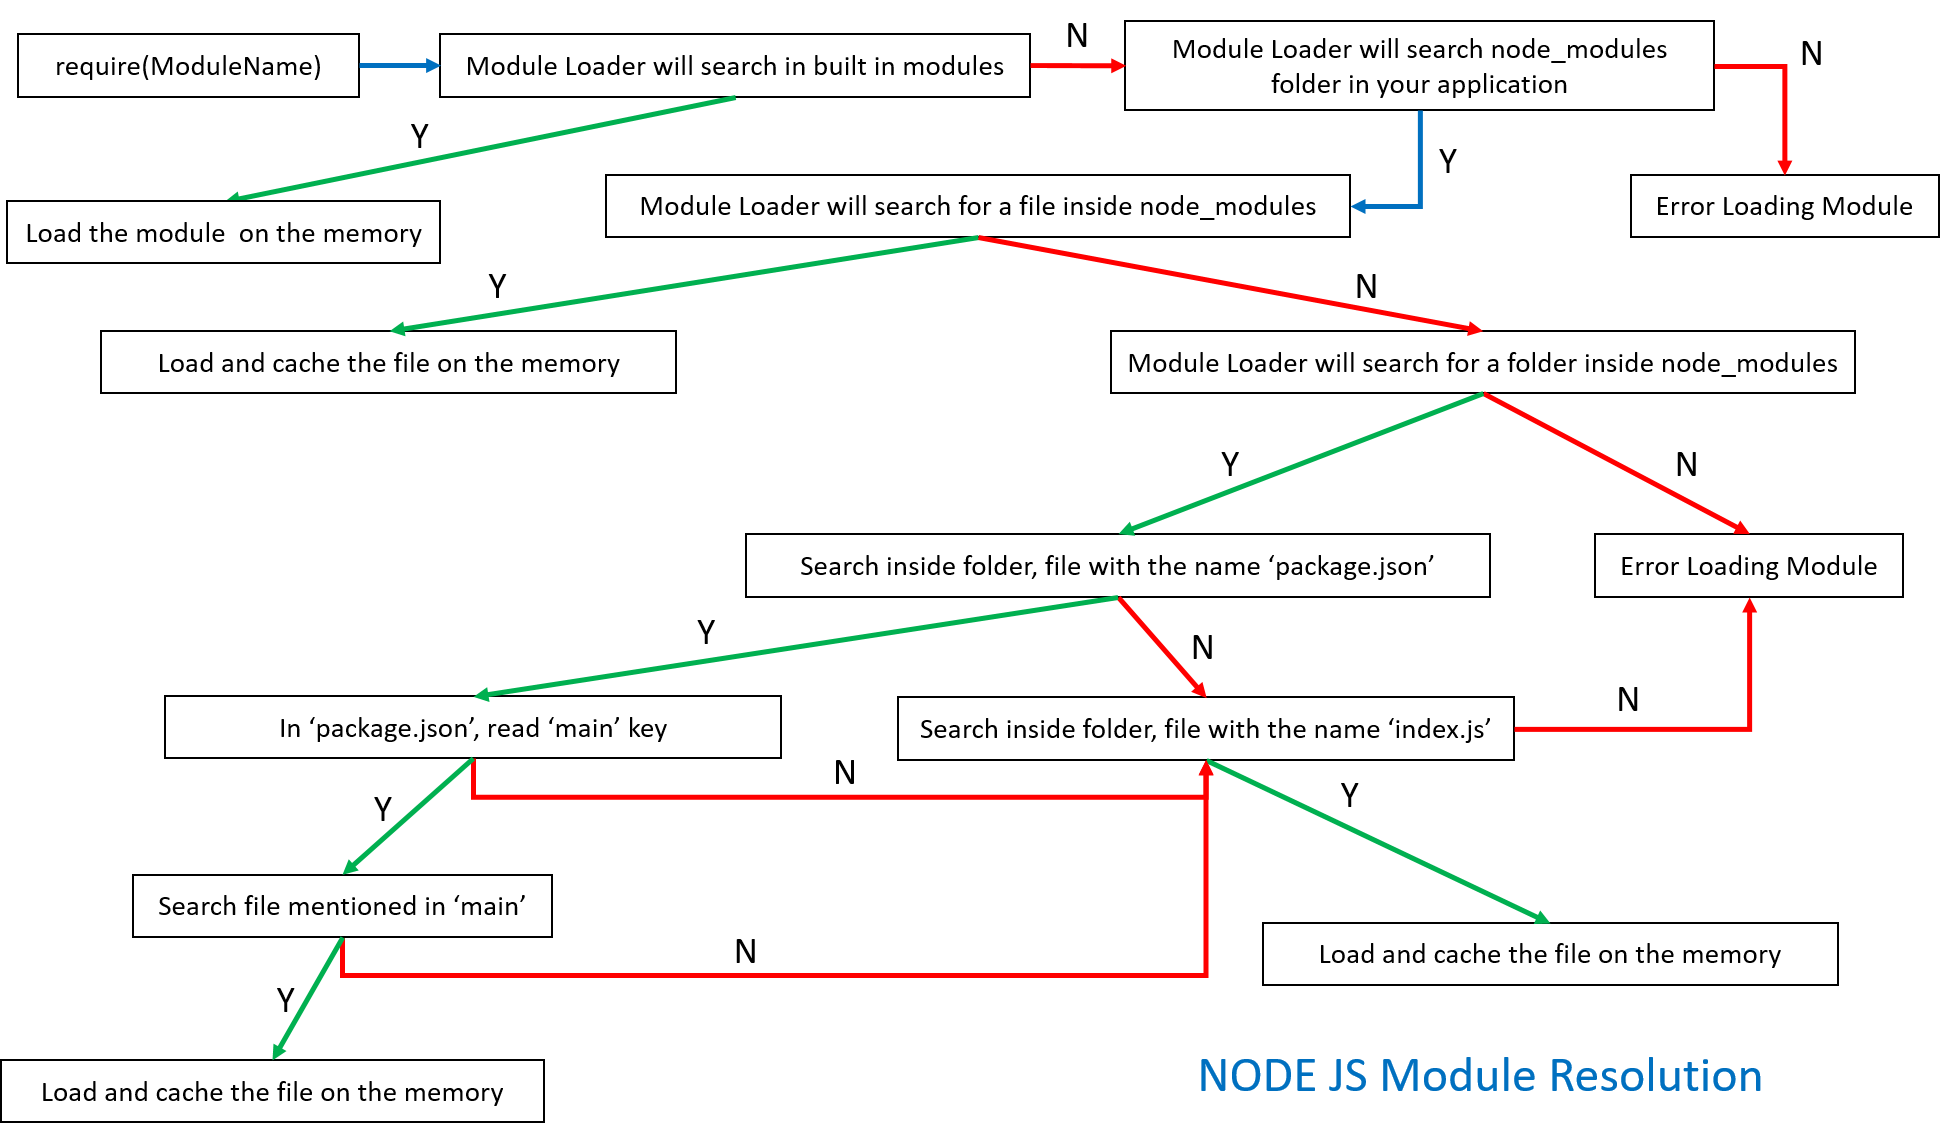 require(ModuleName)
Module Loader will search in built in modules
N
Module Loader will search node_modules
folder in your application
N
Y
Y
Load the module  on the memory
Module Loader will search for a file inside node_modules
Error Loading Module
Y
N
Load and cache the file on the memory
Module Loader will search for a folder inside node_modules
Y
N
Search inside folder, file with the name ‘package.json’
Error Loading Module
Y
N
In ‘package.json’, read ‘main’ key
Search inside folder, file with the name ‘index.js’
N
N
Y
Y
Search file mentioned in ‘main’
N
Load and cache the file on the memory
Y
Load and cache the file on the memory
NODE JS Module Resolution